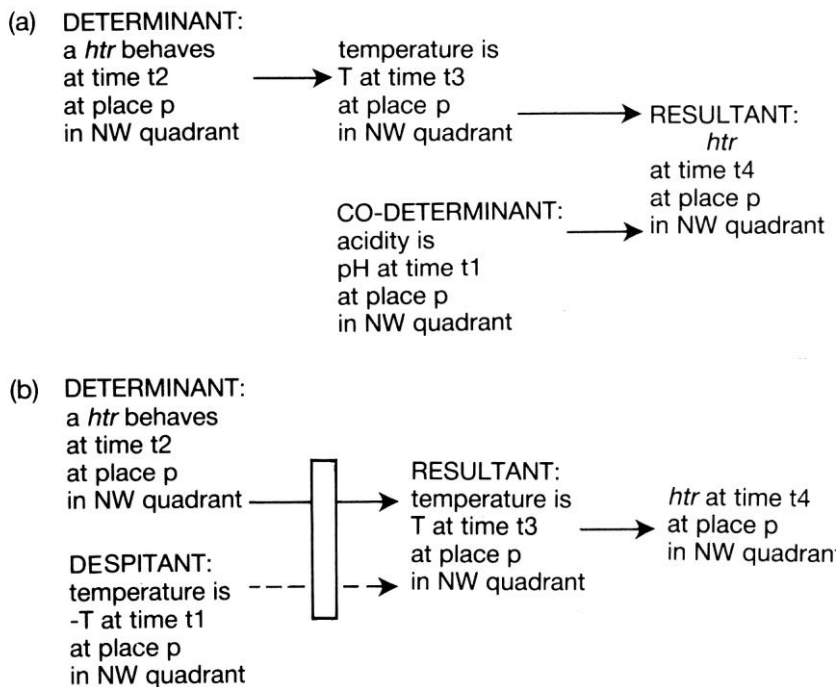 (a) DETERMINANT:
a htr behaves
at time t2
at place p
in NW quadrant
temperature is
T at time t3
at place p
in NW quadrant
RESULTANT:
htr
at time t4
at place p
in NW quadrant
CO-DETERMINANT:
acidity is
pH at time t1
at place p
in NW quadrant
(b) DETERMINANT:
a htr behaves
at time t2
at place p
in NW quadrant
DESPITANT:
temperature is
-T at time t1
at place p
in NW quadrant
RESULTANT:
temperature is
T at time t3
at place p
in NW quadrant
htr at time t4
at place p
in NW quadrant